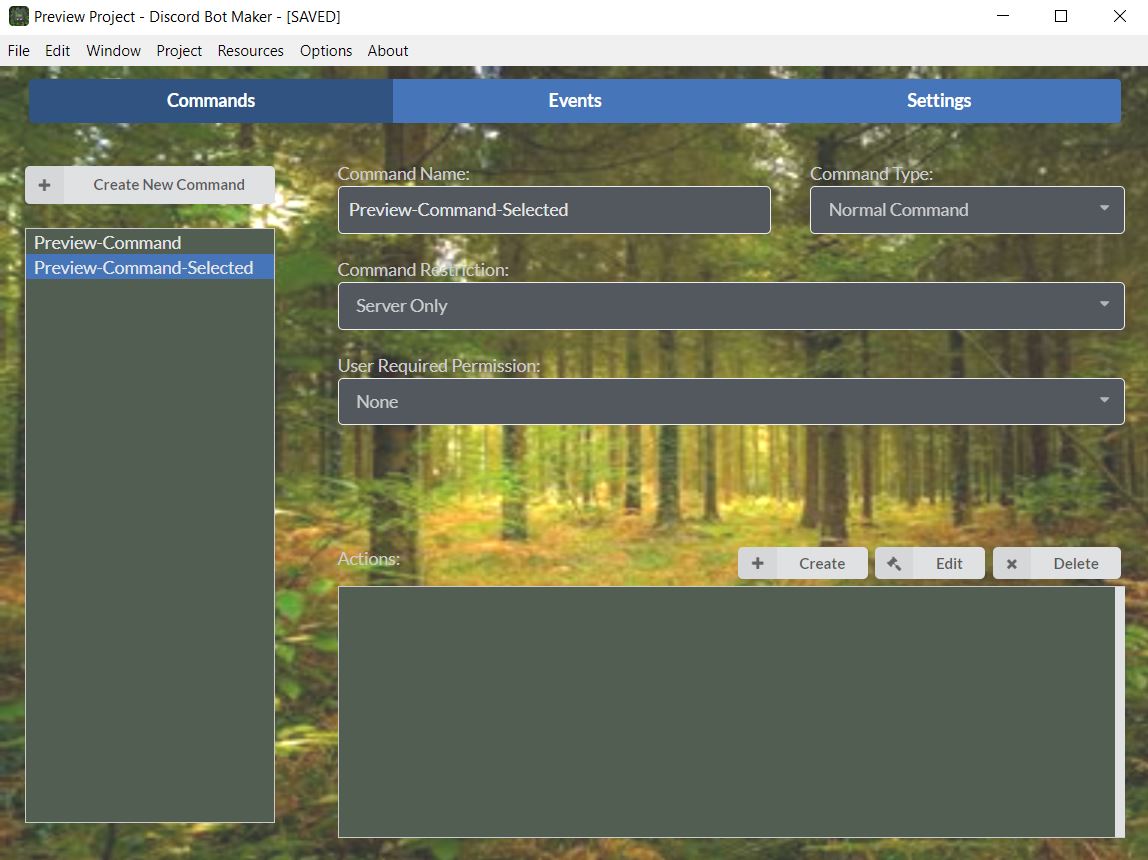 Preview Project - Discord Bot Maker - [SAVED]
File Edit Window Project Resources Options About
Commands Events Settings
Create New Command
Preview-Command
Preview-Command-Selected
Command Name:
Preview-Command-Selected
Command Type:
Normal Command
Command Restriction:
Server Only
User Required Permission:
None
Actions:
Create Edit Delete